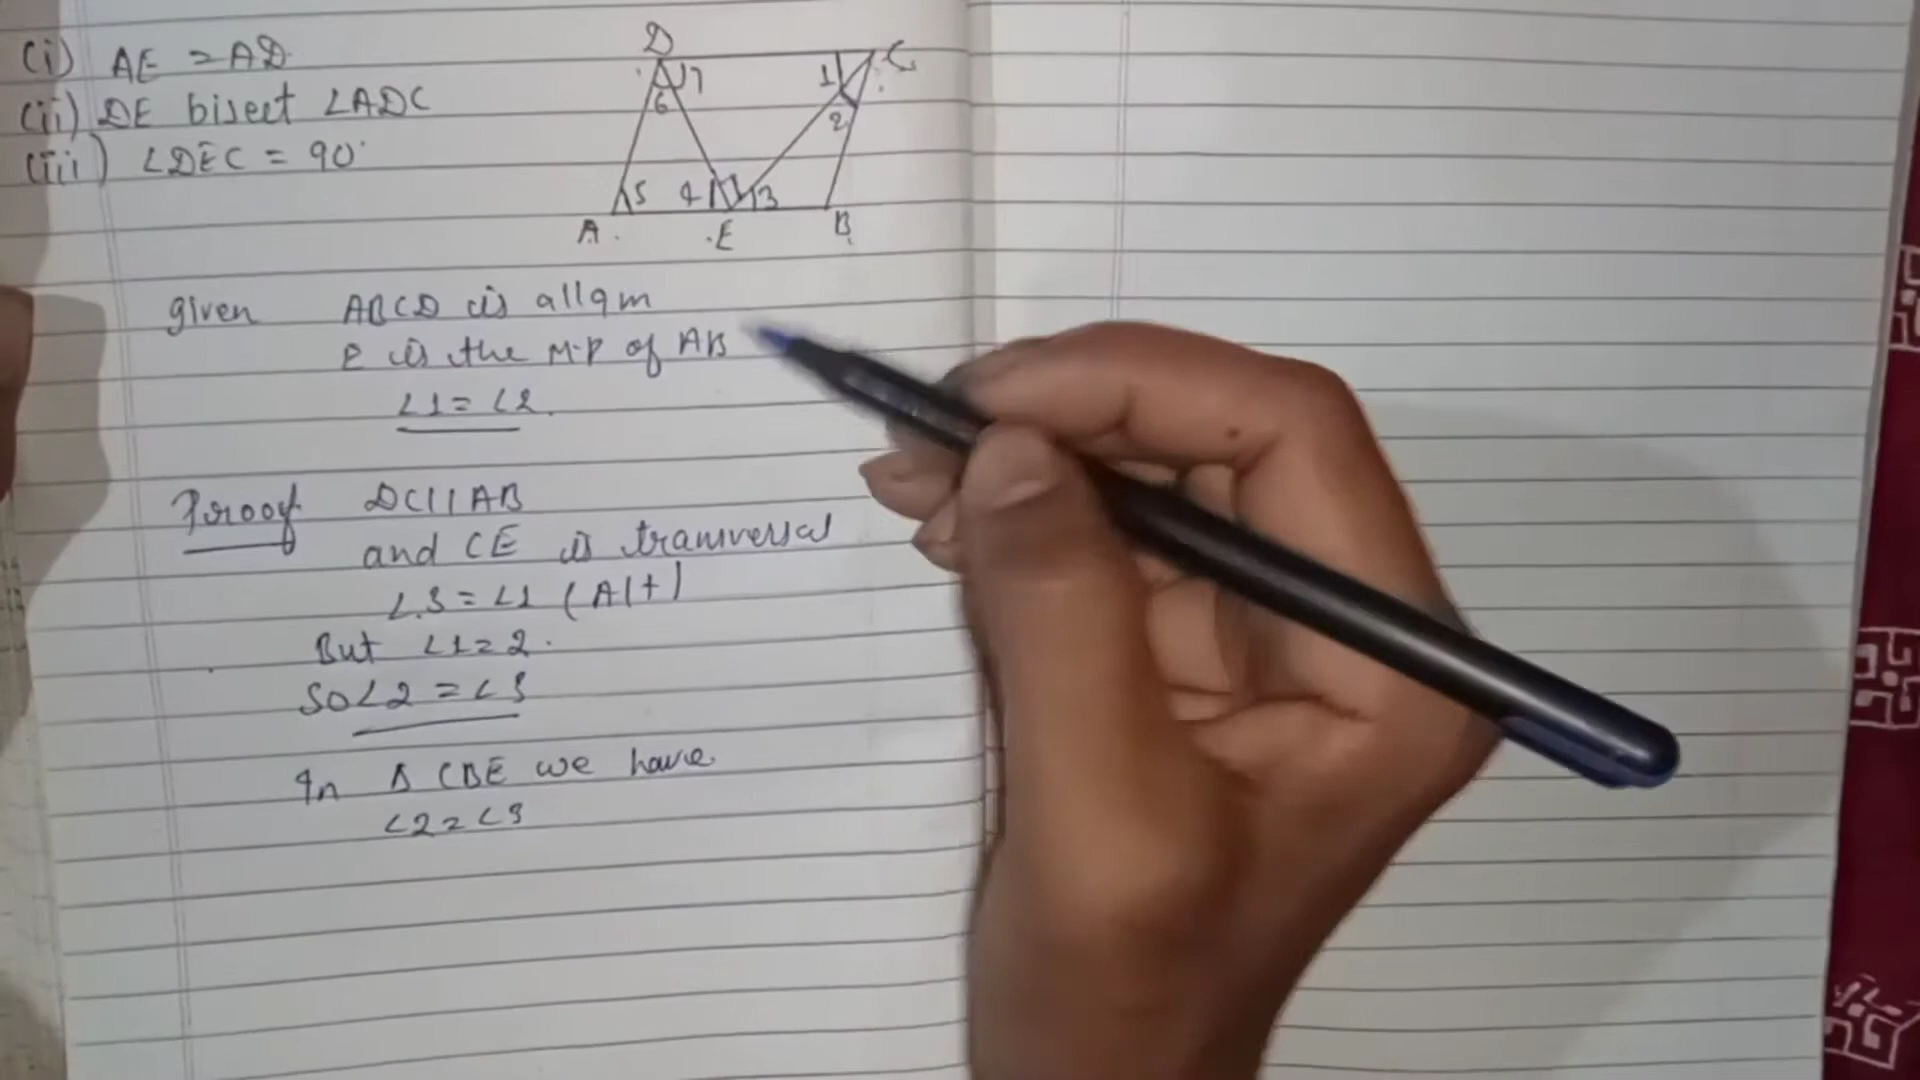 (i) AE = AD
(ii) DE bisect ∠ADC
(iii) ∠DEC = 90°
D
C
1
7
6
2
5
4
3
A
E
B
given ABCD is a llgm
E is the M.P of AB
∠1 = ∠2.
Proof DC || AB
and CE is transversal
∠3 = ∠1 (Alt)
But ∠1 = 2.
SO ∠2 = ∠3
In Δ CBE we have
∠2 = ∠3